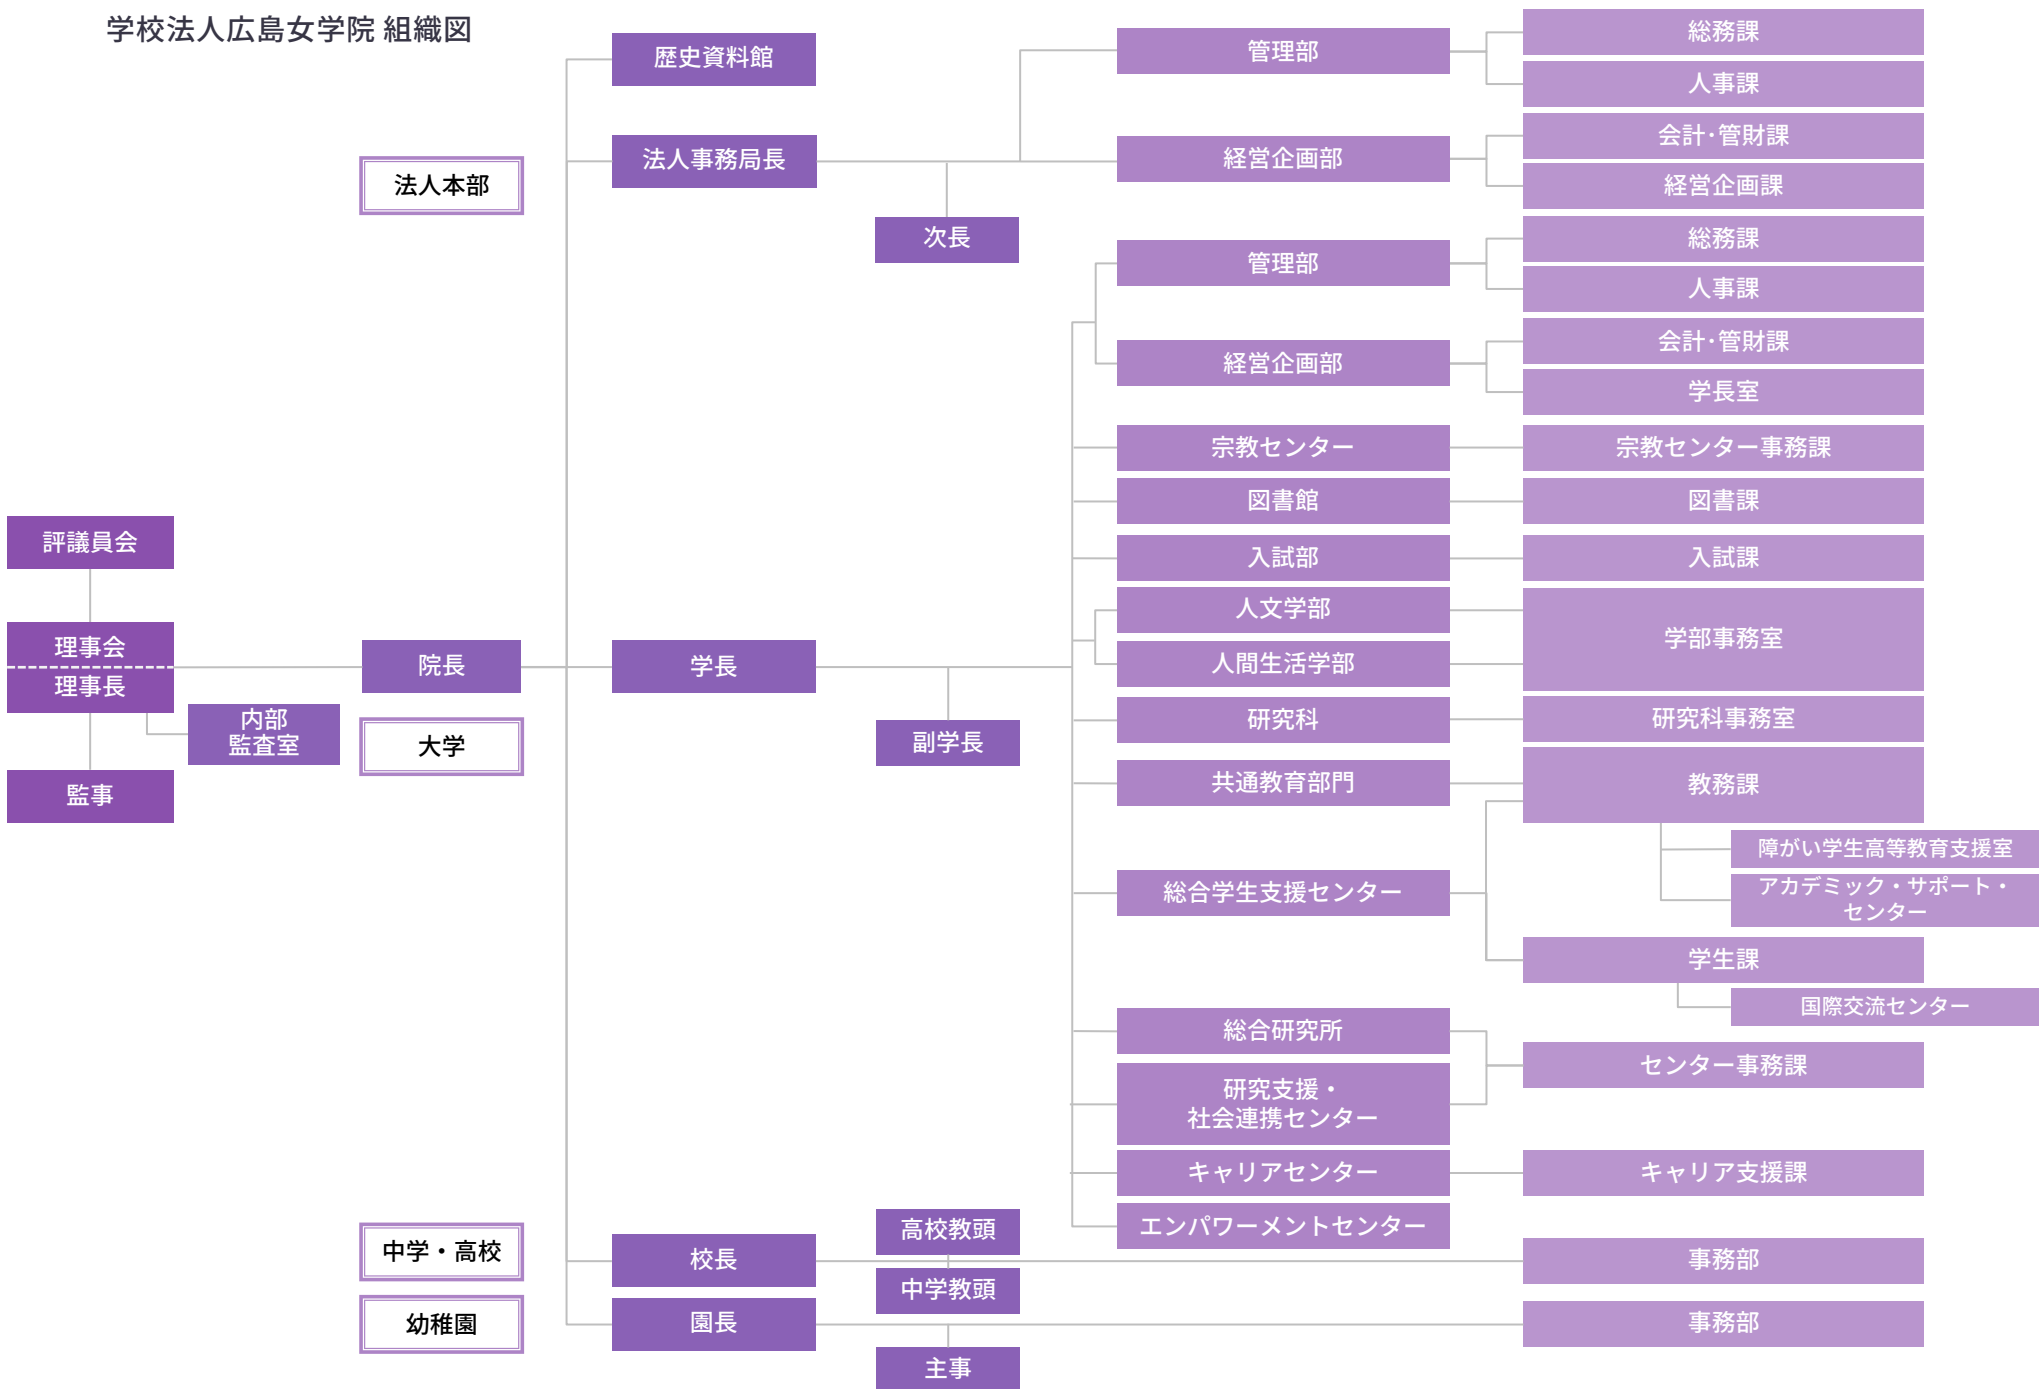 学校法人広島女学院 組織図
評議員会
理事会
理事長
内部
監査室
監事
院長
法人本部
歴史資料館
法人事務局長
次長
管理部
総務課
人事課
経営企画部
会計・管財課
経営企画課
大学
学長
副学長
管理部
総務課
人事課
経営企画部
会計・管財課
学長室
宗教センター
宗教センター事務課
図書館
図書課
入試部
入試課
人文学部
人間生活学部
学部事務室
研究科
研究科事務室
共通教育部門
教務課
障がい学生高等教育支援室
アカデミック・サポート・
センター
総合学生支援センター
学生課
国際交流センター
総合研究所
研究支援・
社会連携センター
センター事務課
キャリアセンター
キャリア支援課
エンパワーメントセンター
中学・高校
校長
高校教頭
中学教頭
事務部
幼稚園
園長
主事
事務部